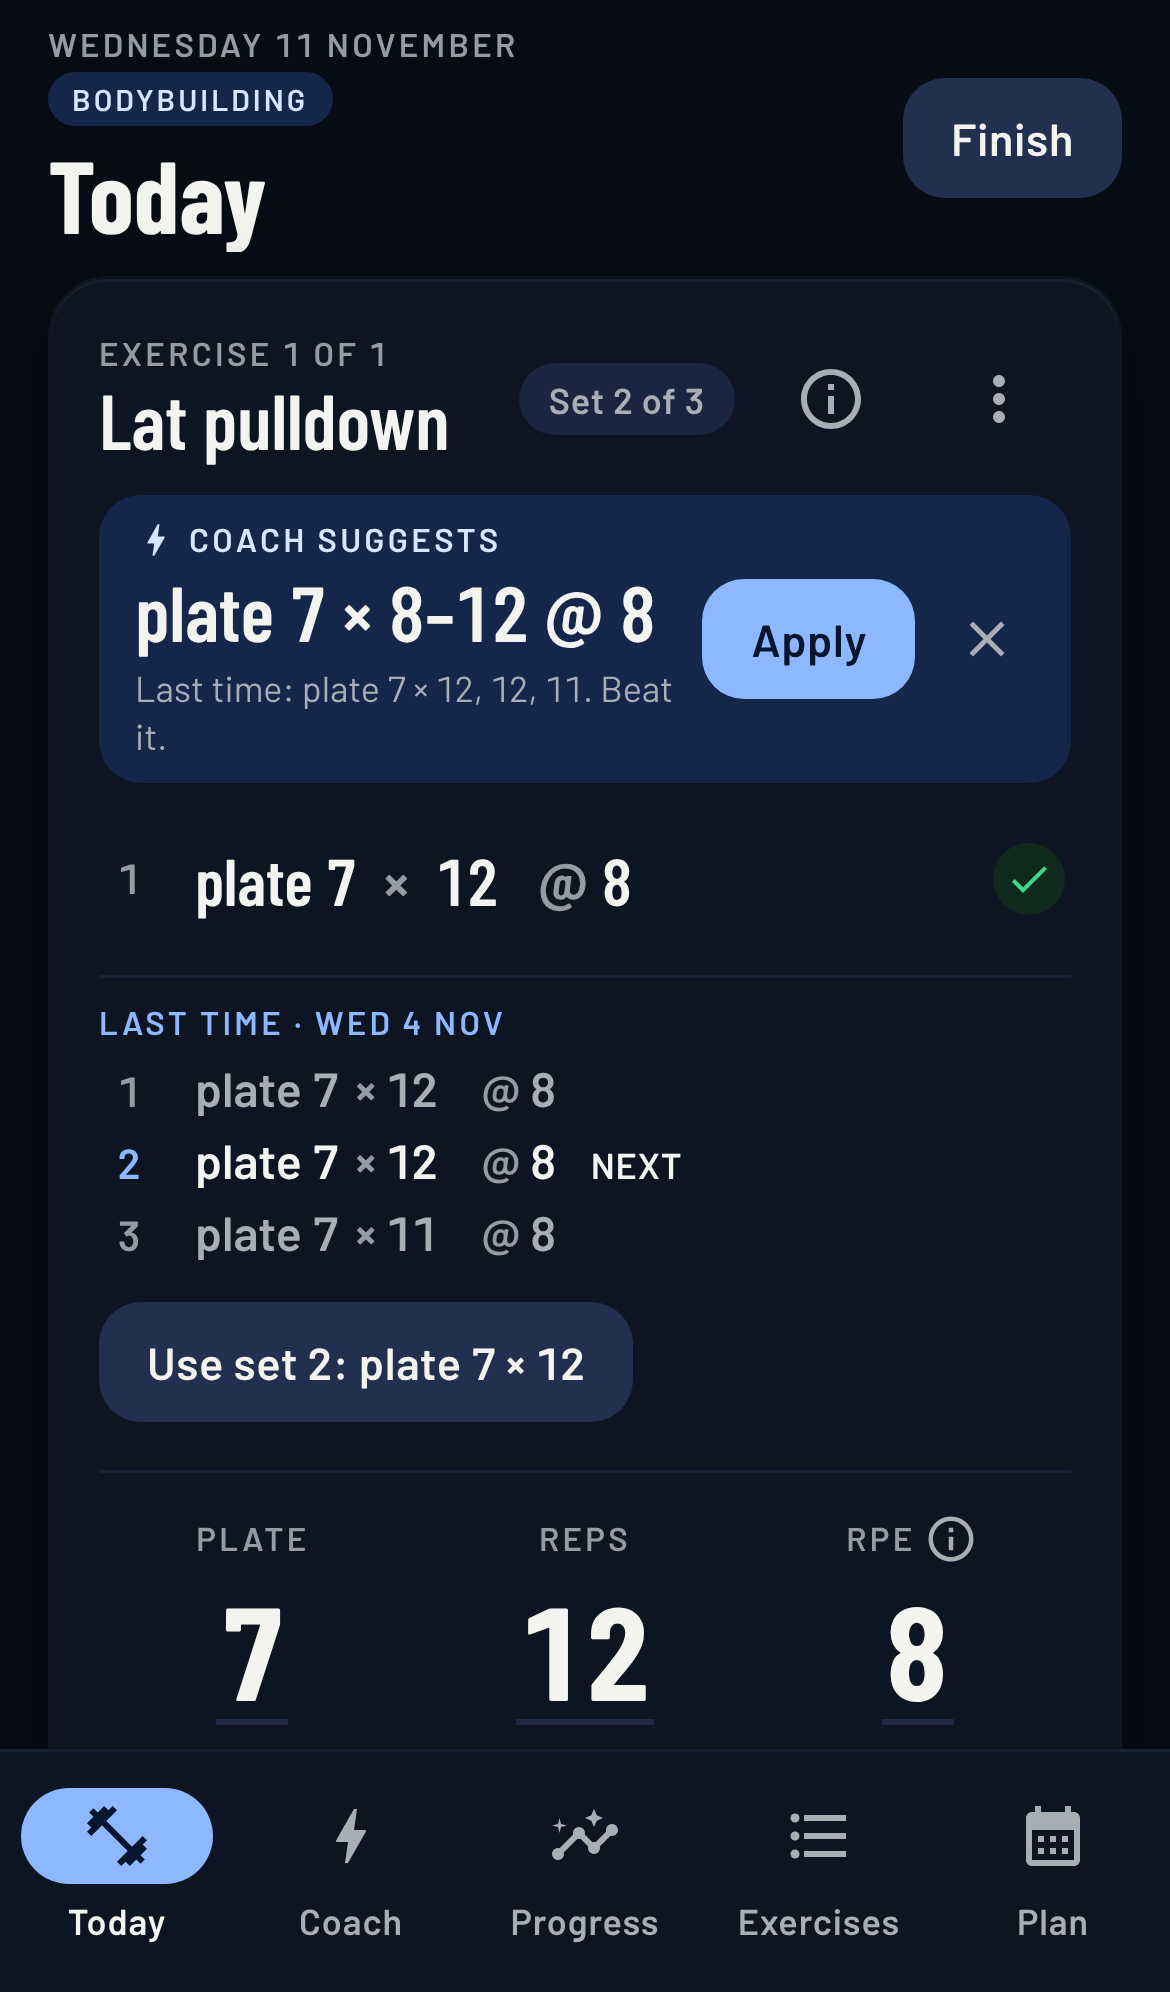 WEDNESDAY 11 NOVEMBER
BODYBUILDING
Today
Finish
EXERCISE 1 OF 1
Lat pulldown
Set 2 of 3
COACH SUGGESTS
plate 7 × 8–12 @ 8
Last time: plate 7 × 12, 12, 11. Beat
it.
Apply
1 plate 7 × 12 @ 8
LAST TIME · WED 4 NOV
1 plate 7 × 12 @ 8
2 plate 7 × 12 @ 8 NEXT
3 plate 7 × 11 @ 8
Use set 2: plate 7 × 12
PLATE REPS RPE
7 12 8
Today Coach Progress Exercises Plan